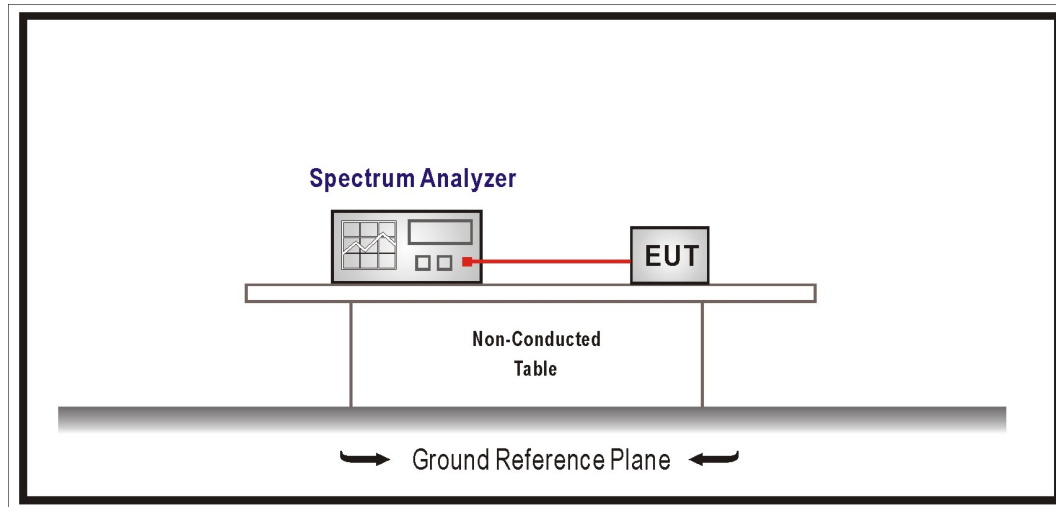 Spectrum Analyzer
EUT
Non-Conducted
Table
Ground Reference Plane